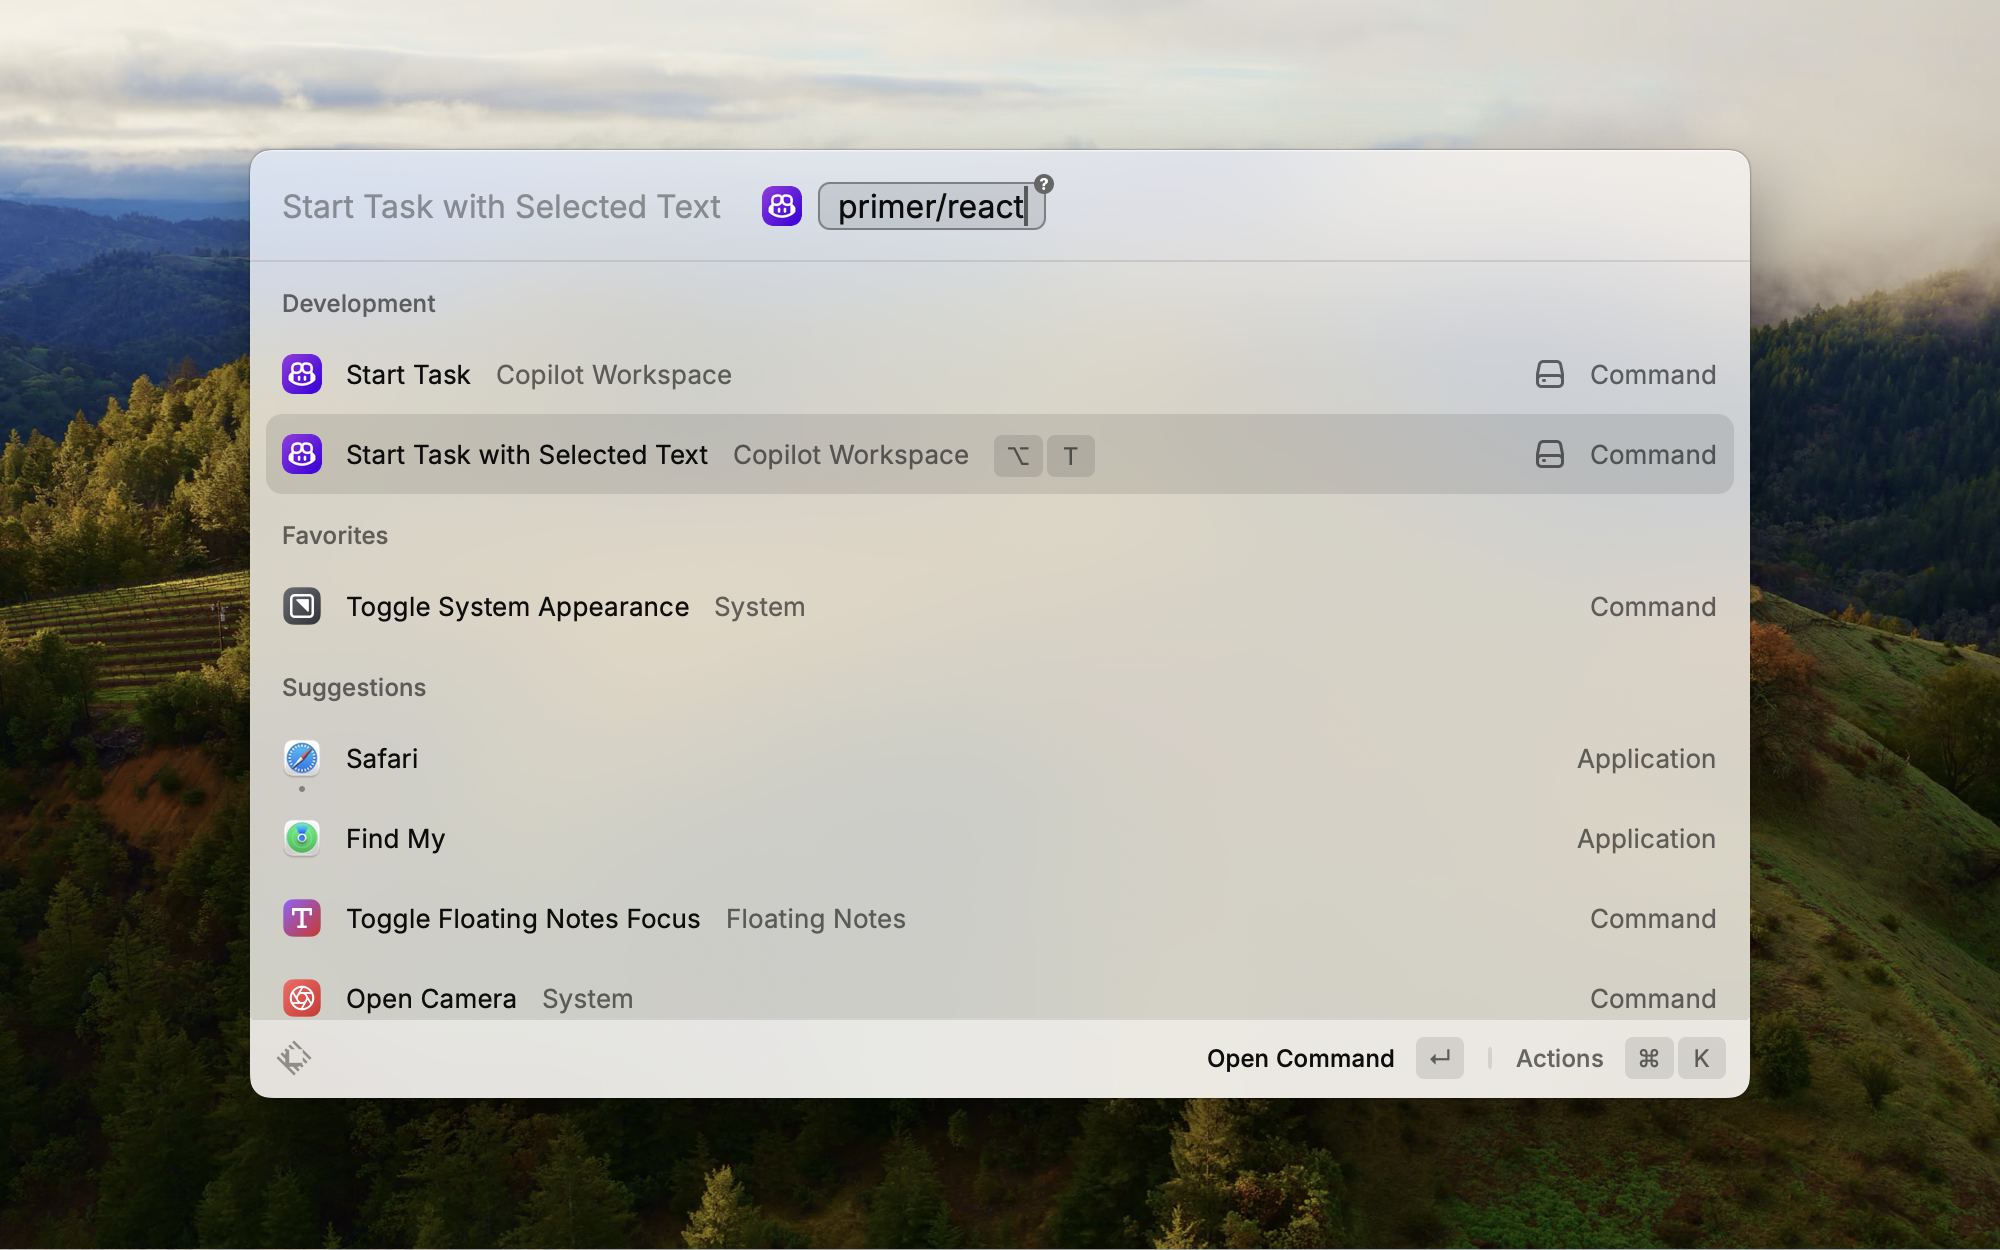 Start Task with Selected Text primer/react ?
Development
Start Task Copilot Workspace Command
Start Task with Selected Text Copilot Workspace ⌥ T Command
Favorites
Toggle System Appearance System Command
Suggestions
Safari Application
Find My Application
T Toggle Floating Notes Focus Floating Notes Command
Open Camera System Command
Open Command ↵ Actions ⌘ K